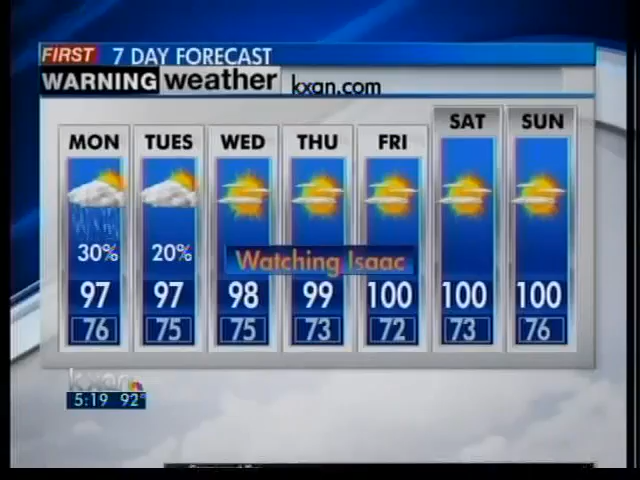 FIRST 7 DAY FORECAST
WARNING weather kxan.com
MON TUES WED THU FRI SAT SUN
30% 20%
Watching Isaac
97 97 98 99 100 100 100
76 75 75 73 72 73 76
kxan
5:19 92°